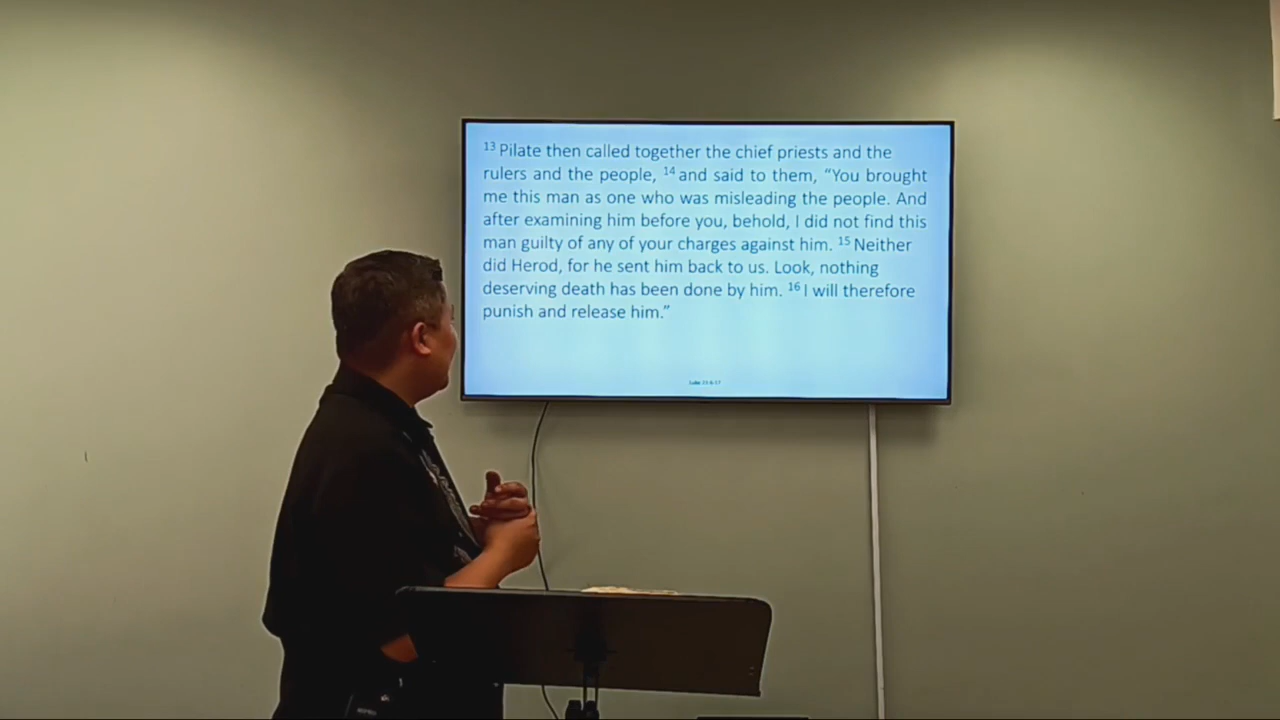 13 Pilate then called together the chief priests and the
rulers and the people, 14 and said to them, “You brought
me this man as one who was misleading the people. And
after examining him before you, behold, I did not find this
man guilty of any of your charges against him. 15 Neither
did Herod, for he sent him back to us. Look, nothing
deserving death has been done by him. 16 I will therefore
punish and release him.”